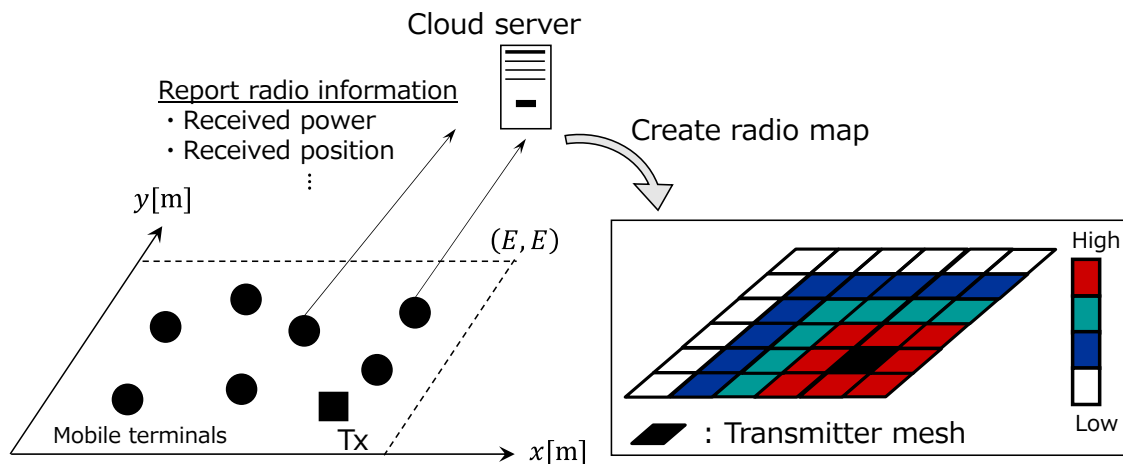 Cloud server
Report radio information
・Received power
・Received position
⋮
Create radio map
y[m]
(E, E)
High
Low
Mobile terminals
Tx
x[m]
: Transmitter mesh